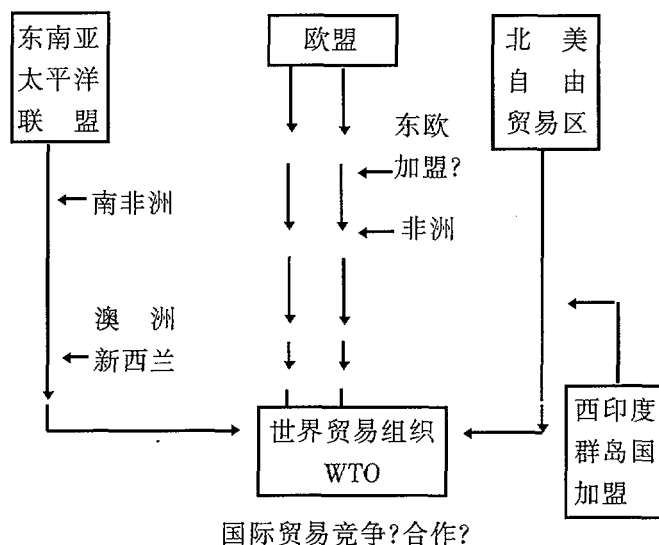 东南亚
太平洋
联盟
欧盟
北美
自由
贸易区
东欧
加盟?
南非洲
非洲
澳洲
新西兰
世界贸易组织
WTO
西印度
群岛国
加盟
国际贸易竞争?合作?